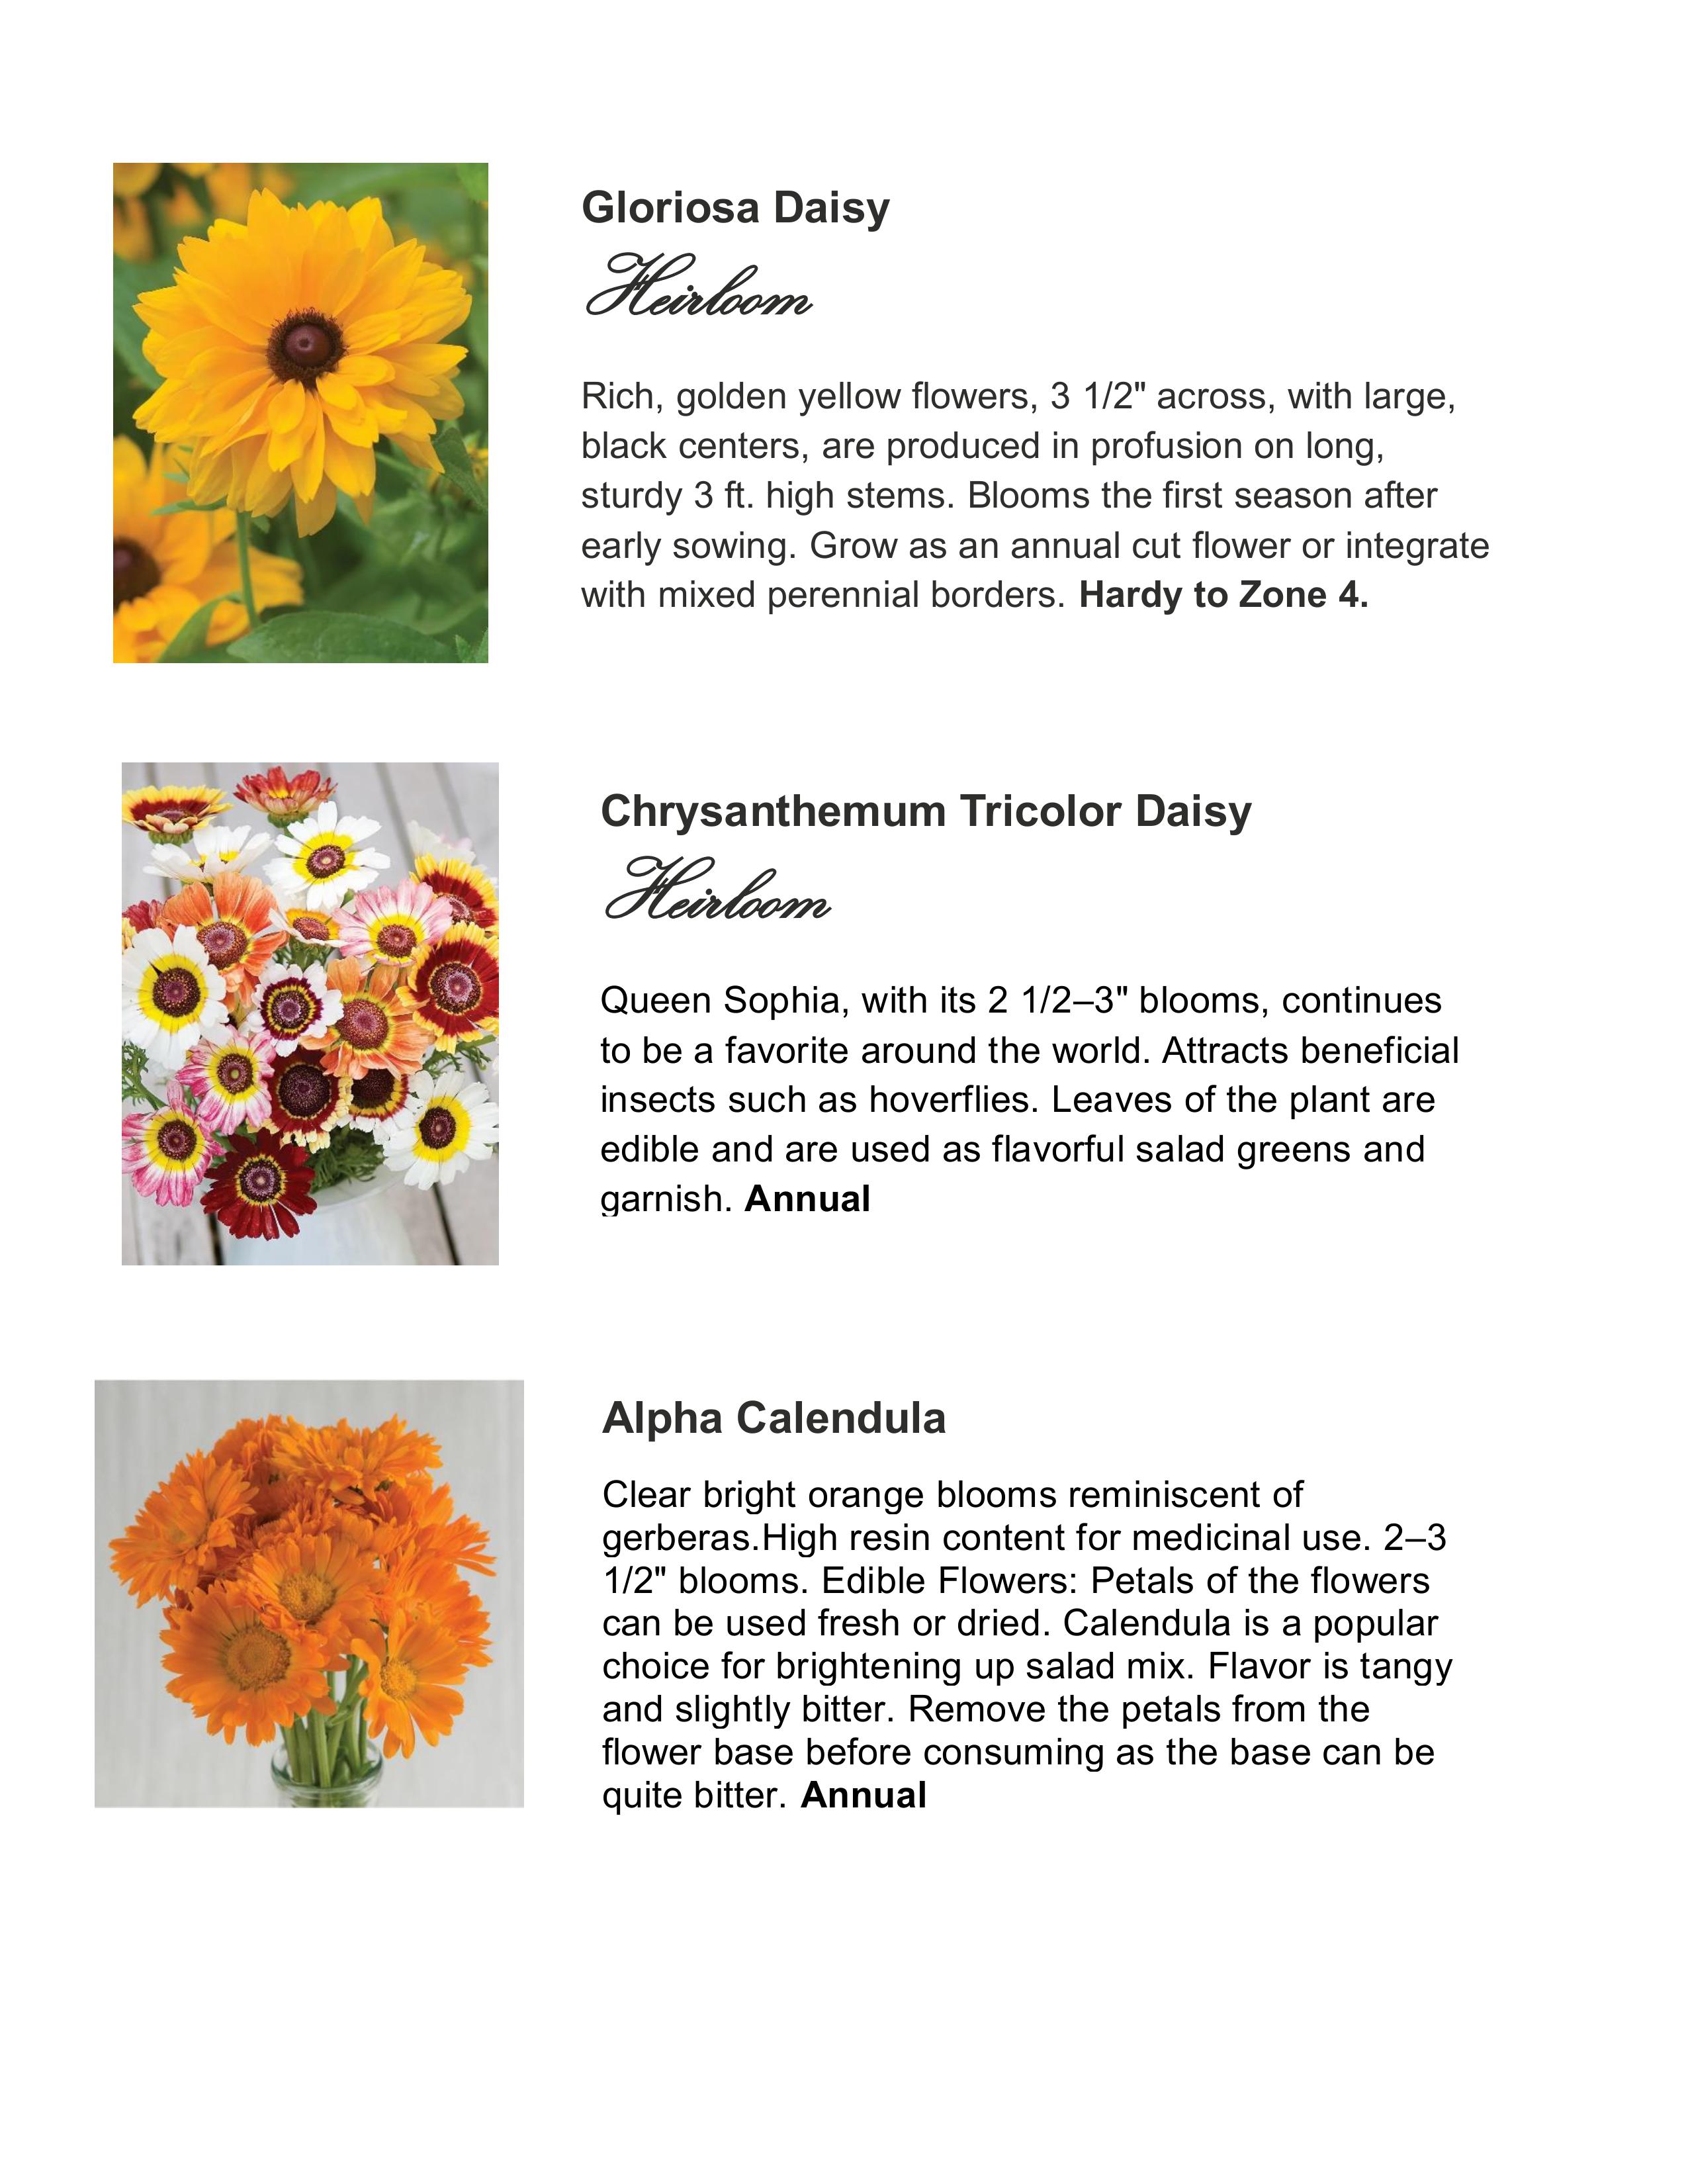 Gloriosa Daisy
Heirloom
Rich, golden yellow flowers, 3 1/2" across, with large,
black centers, are produced in profusion on long,
sturdy 3 ft. high stems. Blooms the first season after
early sowing. Grow as an annual cut flower or integrate
with mixed perennial borders. Hardy to Zone 4.
Chrysanthemum Tricolor Daisy
Heirloom
Queen Sophia, with its 2 1/2–3" blooms, continues
to be a favorite around the world. Attracts beneficial
insects such as hoverflies. Leaves of the plant are
edible and are used as flavorful salad greens and
garnish. Annual
Alpha Calendula
Clear bright orange blooms reminiscent of
gerberas.High resin content for medicinal use. 2–3
1/2" blooms. Edible Flowers: Petals of the flowers
can be used fresh or dried. Calendula is a popular
choice for brightening up salad mix. Flavor is tangy
and slightly bitter. Remove the petals from the
flower base before consuming as the base can be
quite bitter. Annual